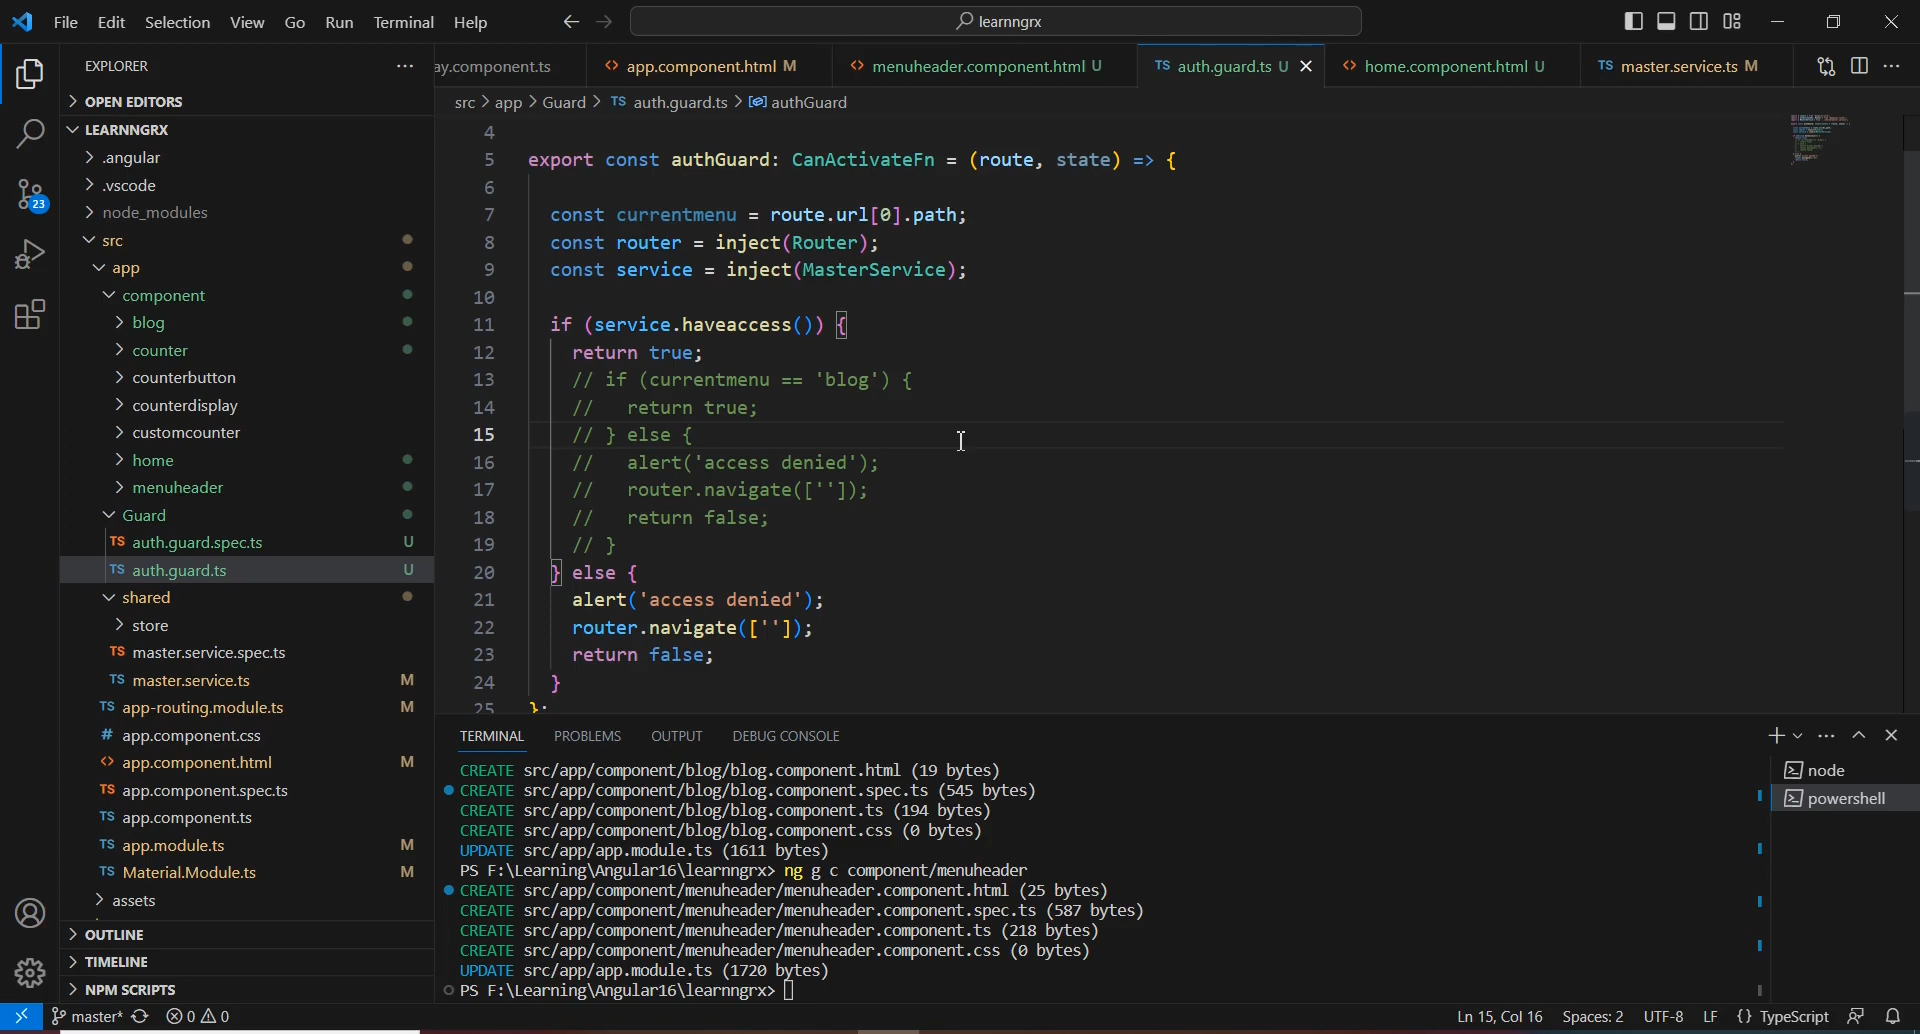 File Edit Selection View Go Run Terminal Help
learnngrx
EXPLORER
ay.component.ts
app.component.html M
menuheader.component.html U
TS auth.guard.ts U
home.component.html U
TS master.service.ts M
src > app > Guard > TS auth.guard.ts > authGuard
OPEN EDITORS
LEARNNGRX
.angular
.vscode
node_modules
src
app
component
blog
counter
counterbutton
counterdisplay
customcounter
home
menuheader
Guard
TS auth.guard.spec.ts U
TS auth.guard.ts U
shared
store
TS master.service.spec.ts
TS master.service.ts M
TS app-routing.module.ts M
# app.component.css
<> app.component.html M
TS app.component.spec.ts
TS app.component.ts
TS app.module.ts M
TS Material.Module.ts M
assets
OUTLINE
TIMELINE
NPM SCRIPTS
23
4
5 export const authGuard: CanActivateFn = (route, state) => {
6
7 const currentmenu = route.url[0].path;
8 const router = inject(Router);
9 const service = inject(MasterService);
10
11 if (service.haveaccess()) {
12 return true;
13 // if (currentmenu == 'blog') {
14 // return true;
15 // } else {
16 // alert('access denied');
17 // router.navigate(['']);
18 // return false;
19 // }
20 } else {
21 alert('access denied');
22 router.navigate(['']);
23 return false;
24 }
25 };
TERMINAL PROBLEMS OUTPUT DEBUG CONSOLE
CREATE src/app/component/blog/blog.component.html (19 bytes)
CREATE src/app/component/blog/blog.component.spec.ts (545 bytes)
CREATE src/app/component/blog/blog.component.ts (194 bytes)
CREATE src/app/component/blog/blog.component.css (0 bytes)
UPDATE src/app/app.module.ts (1611 bytes)
PS F:\Learning\Angular16\learnngrx> ng g c component/menuheader
CREATE src/app/component/menuheader/menuheader.component.html (25 bytes)
CREATE src/app/component/menuheader/menuheader.component.spec.ts (587 bytes)
CREATE src/app/component/menuheader/menuheader.component.ts (218 bytes)
CREATE src/app/component/menuheader/menuheader.component.css (0 bytes)
UPDATE src/app/app.module.ts (1720 bytes)
PS F:\Learning\Angular16\learnngrx>
node
powershell
master* 0 0
Ln 15, Col 16 Spaces: 2 UTF-8 LF {} TypeScript